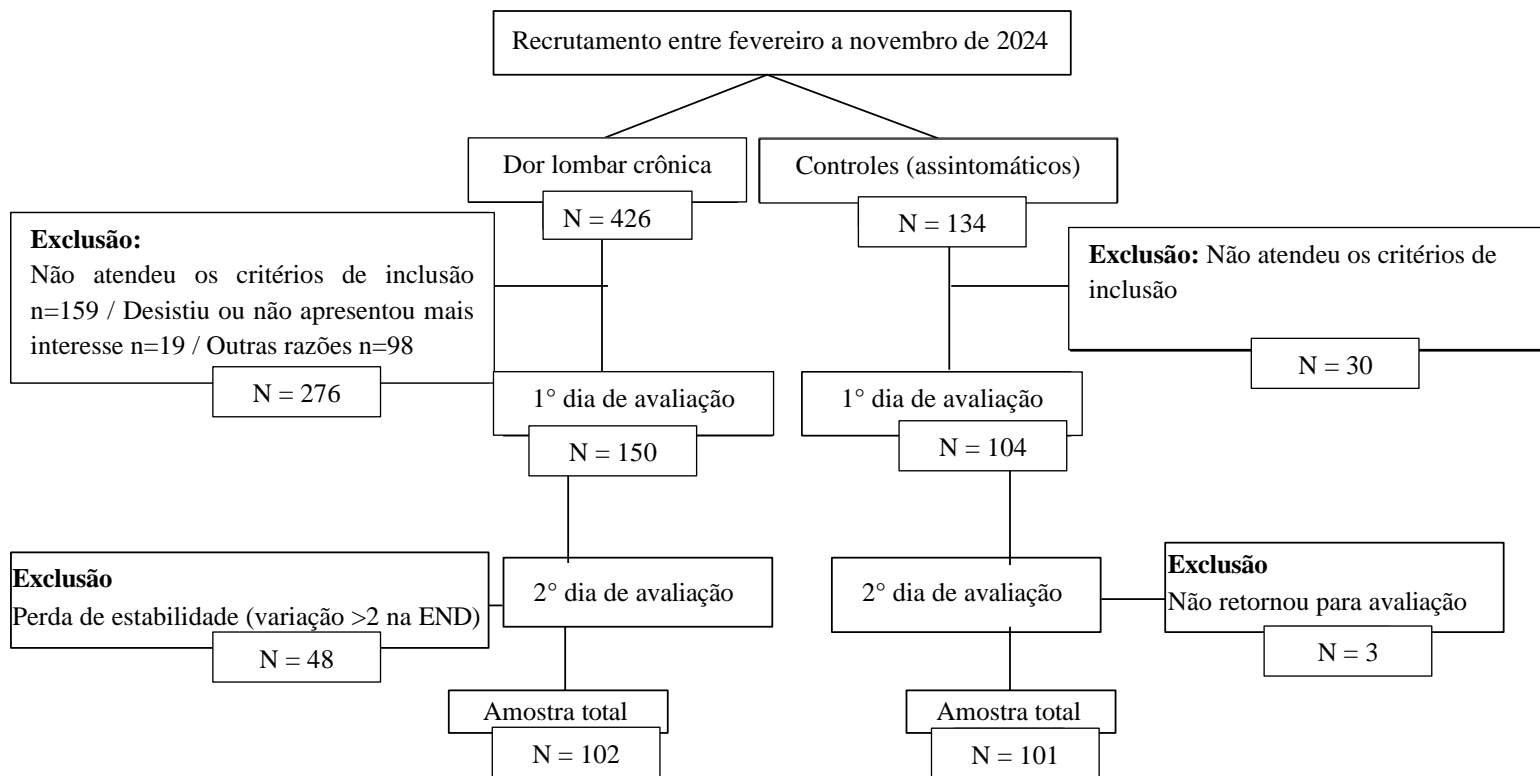 Recrutamento entre fevereiro a novembro de 2024
Dor lombar crônica
N = 426
Controles (assintomáticos)
N = 134
Exclusão:
Não atendeu os critérios de inclusão
n=159 / Desistiu ou não apresentou mais
interesse n=19 / Outras razões n=98
N = 276
Exclusão: Não atendeu os critérios de
inclusão
N = 30
1° dia de avaliação
N = 150
1° dia de avaliação
N = 104
Exclusão
Perda de estabilidade (variação >2 na END)
N = 48
2° dia de avaliação
2° dia de avaliação
Exclusão
Não retornou para avaliação
N = 3
Amostra total
N = 102
Amostra total
N = 101